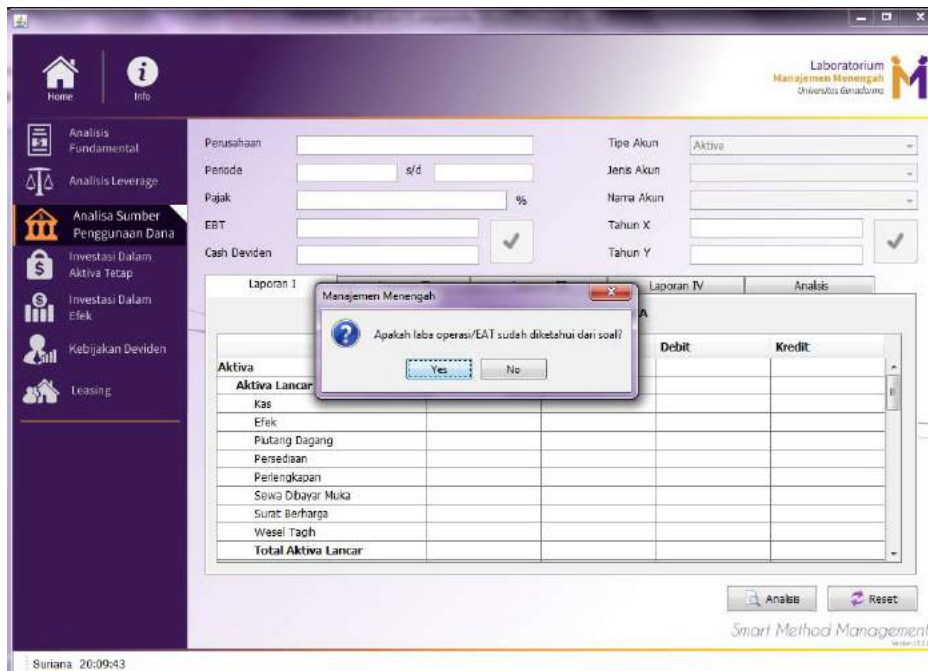 Home
Info
Laboratorium
Manajemen Menengah
Universitas Gunadarma
Analisis
Fundamental
Analisis Leverage
Analisa Sumber
Penggunaan Dana
Investasi Dalam
Aktiva Tetap
Investasi Dalam
Efek
Kebijakan Deviden
Leasing
Perusahaan
Periode s/d
Pajak %
EBT
Cash Deviden
Tipe Akun Aktiva
Jenis Akun
Nama Akun
Tahun X
Tahun Y
Laporan I Laporan IV Analisis
Manajemen Menengah
Apakah laba operasi/EAT sudah diketahui dari soal?
Yes No
A
Debit Kredit
Aktiva
Aktiva Lancar
Kas
Efek
Piutang Dagang
Persediaan
Perlengkapan
Sewa Dibayar Muka
Surat Berharga
Wesel Tagih
Total Aktiva Lancar
Analisis Reset
Smart Method Management
Suriana 20:09:43